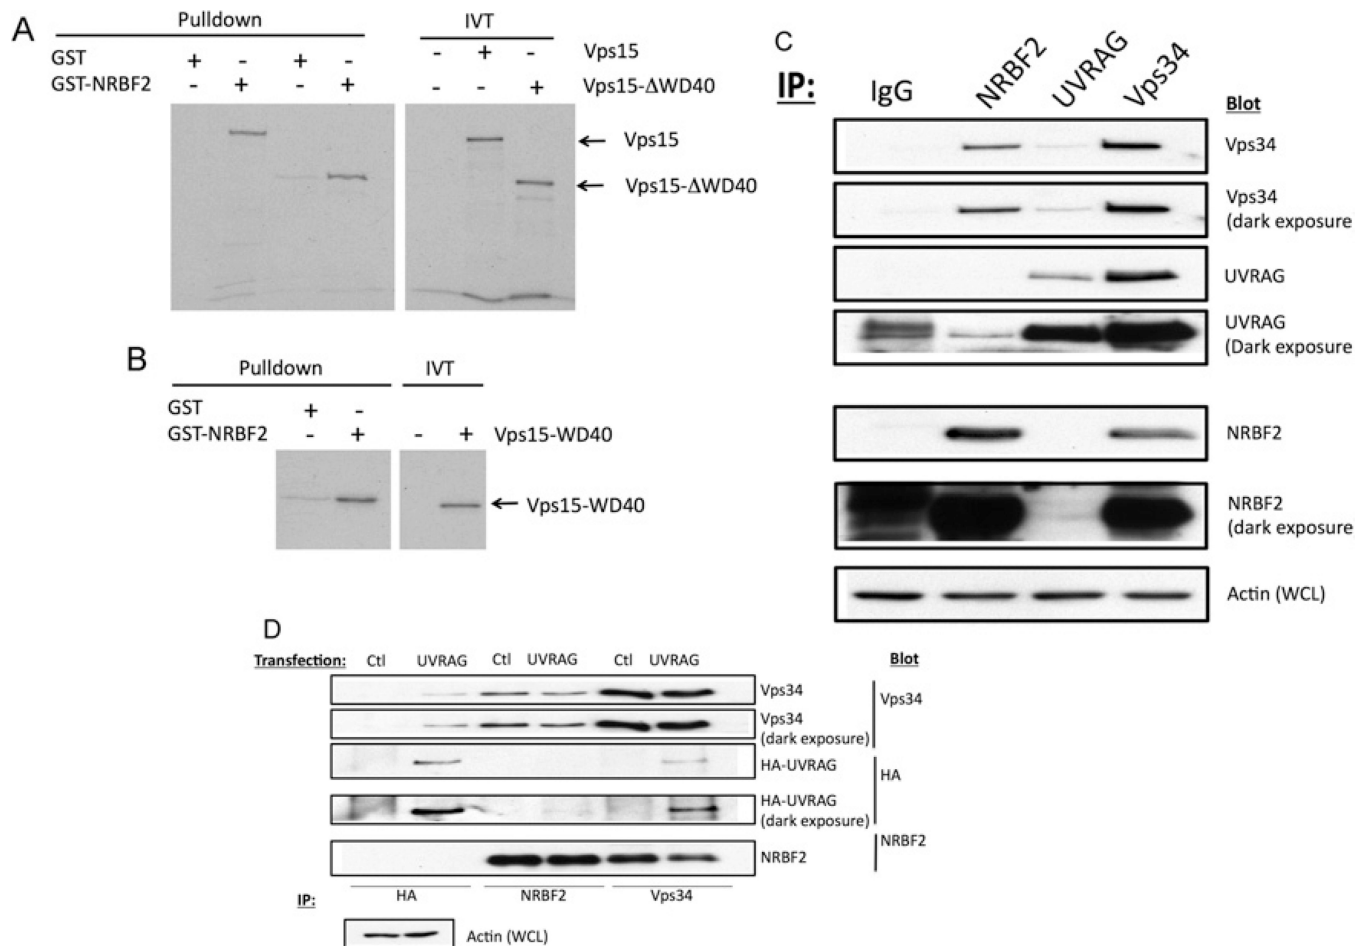 A
Pulldown
IVT
GST + - + -
GST-NRBF2 - + - +
- + - Vps15
- - + Vps15-ΔWD40
← Vps15
← Vps15-ΔWD40
B
Pulldown
IVT
GST + -
GST-NRBF2 - +
- + Vps15-WD40
← Vps15-WD40
C
IP:
IgG
NRBF2
UVRAG
Vps34
Blot
Vps34
Vps34
(dark exposure
UVRAG
UVRAG
(Dark exposure
NRBF2
NRBF2
(dark exposure
Actin (WCL)
D
Transfection: Ctl UVRAG Ctl UVRAG Ctl UVRAG
Blot
Vps34
Vps34
(dark exposure)
Vps34
HA-UVRAG
HA-UVRAG
(dark exposure)
HA
NRBF2
NRBF2
IP: HA NRBF2 Vps34
Actin (WCL)